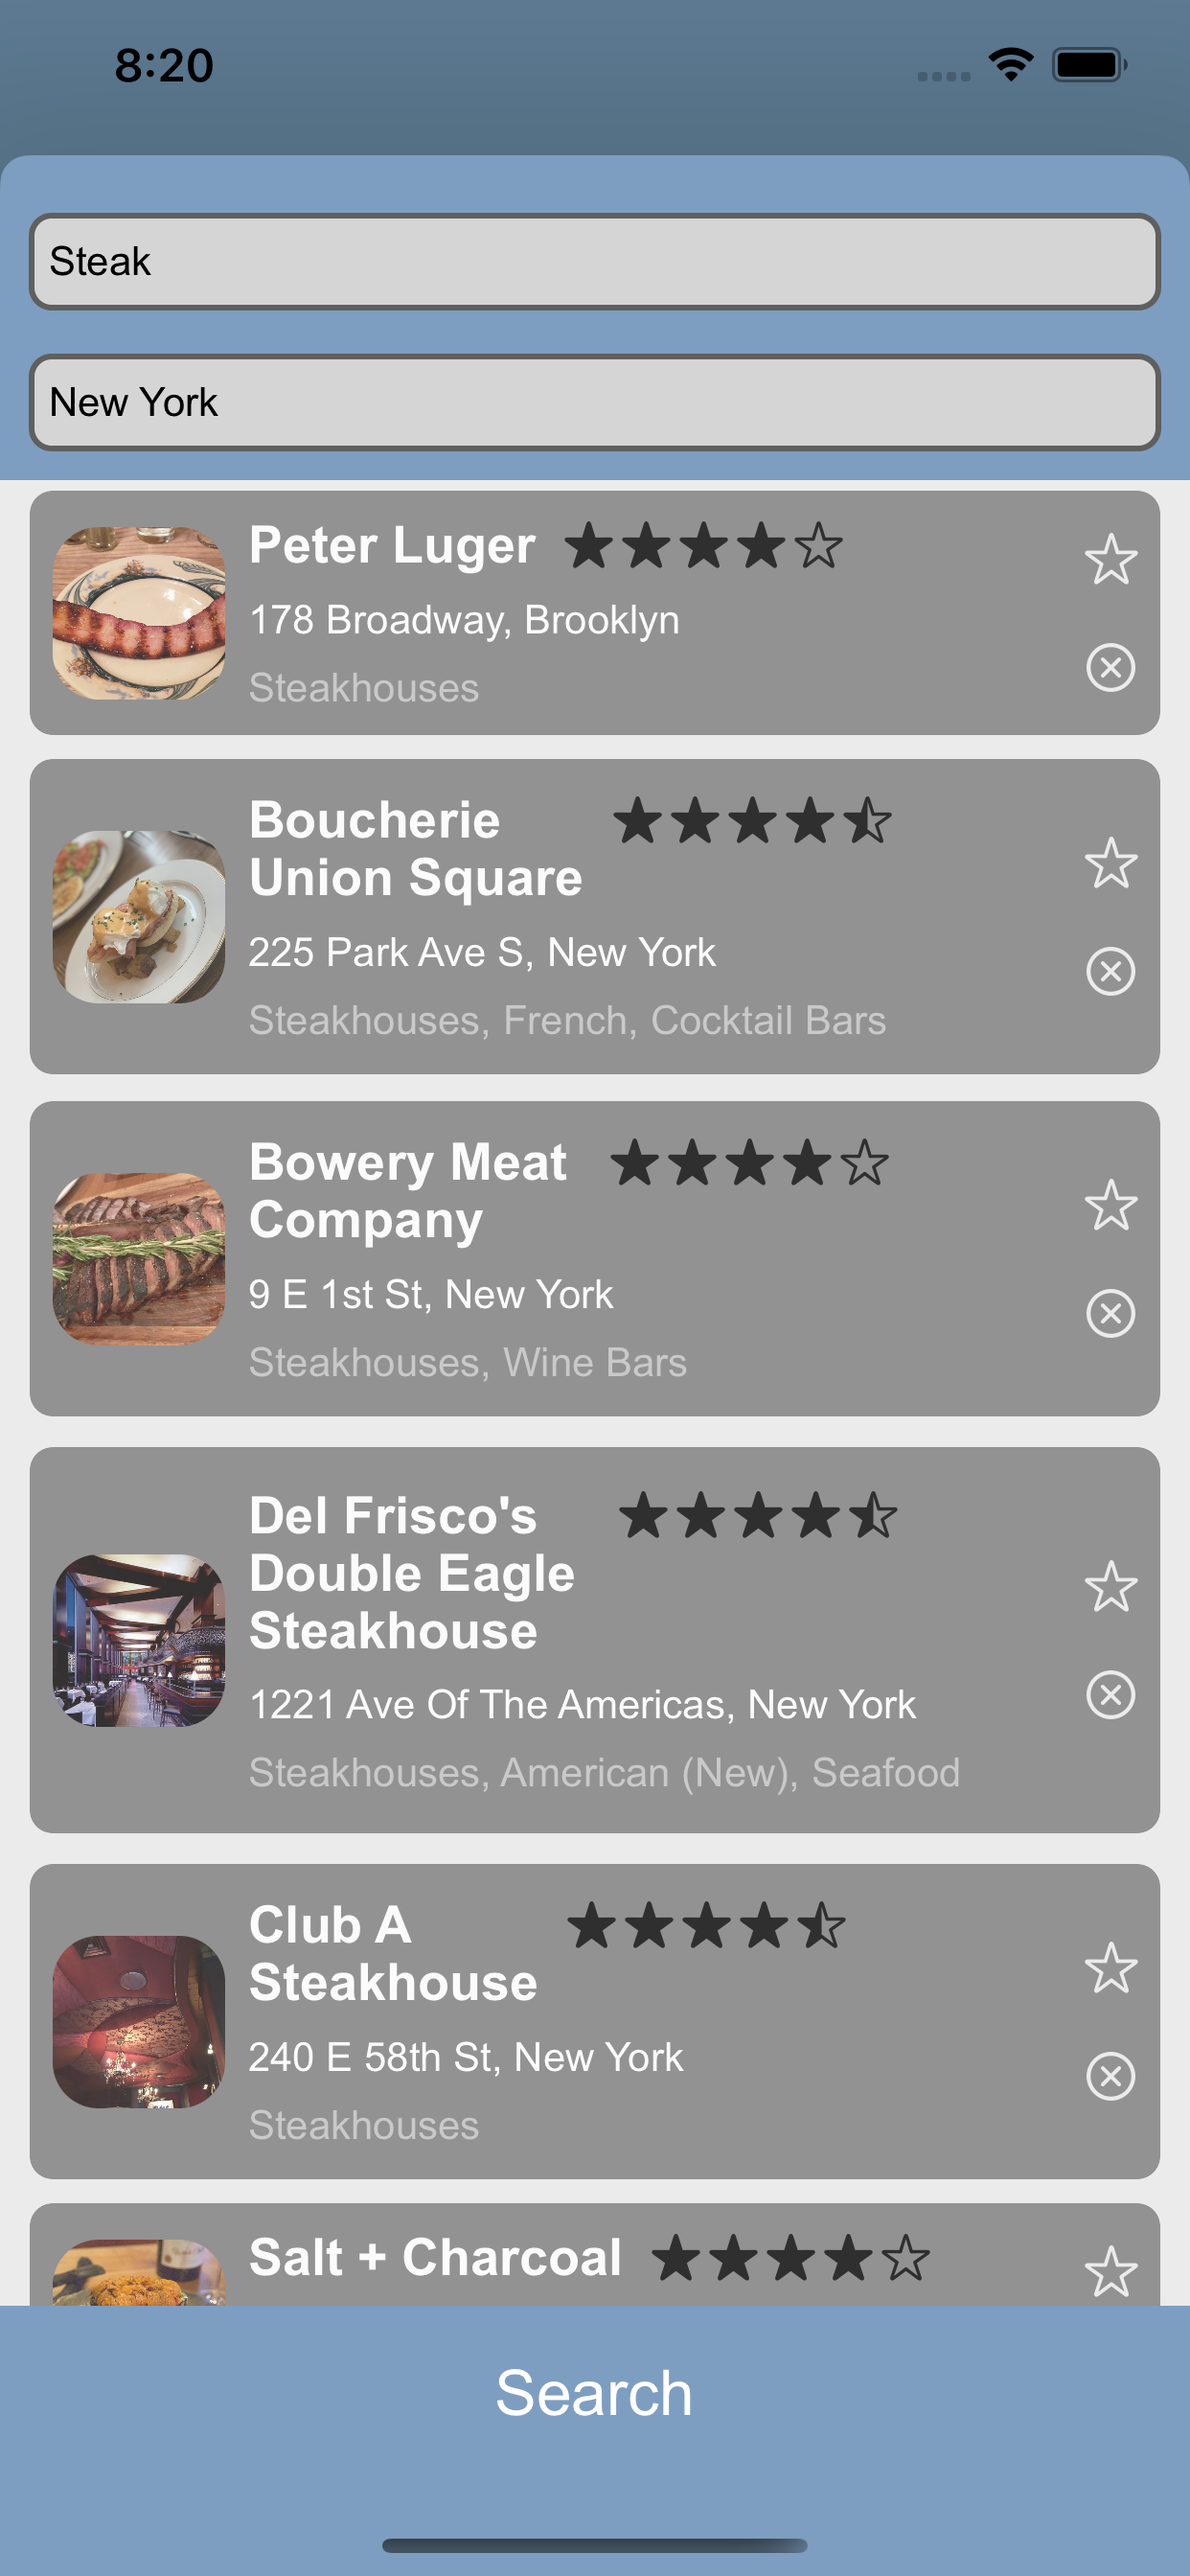 8:20
Steak
New York
Peter Luger
178 Broadway, Brooklyn
Steakhouses
Boucherie
Union Square
225 Park Ave S, New York
Steakhouses, French, Cocktail Bars
Bowery Meat
Company
9 E 1st St, New York
Steakhouses, Wine Bars
Del Frisco's
Double Eagle
Steakhouse
1221 Ave Of The Americas, New York
Steakhouses, American (New), Seafood
Club A
Steakhouse
240 E 58th St, New York
Steakhouses
Salt + Charcoal
Search